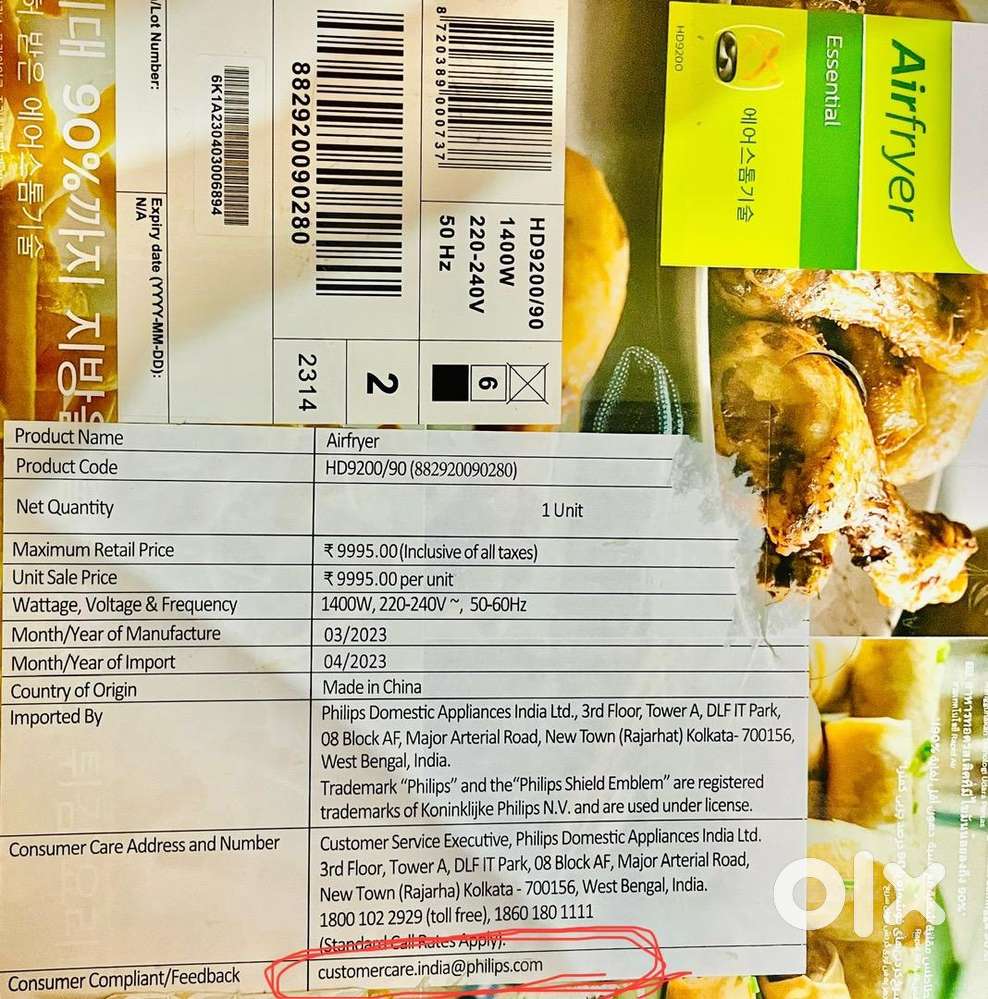 지대 90%까지 지방을
허 받은 에어스톰기술
/Lot Number:
6K1A230403006894
Expiry date (YYYY-MM-DD):
N/A
882920090280
8 720389 000737
HD9200/90
1400W
220-240V
50 Hz
2314
2
6
Airfryer
Essential
에어스톰기술
HD9200
Product Name Airfryer
Product Code HD9200/90 (882920090280)
Net Quantity 1 Unit
Maximum Retail Price ₹ 9995.00 (Inclusive of all taxes)
Unit Sale Price ₹ 9995.00 per unit
Wattage, Voltage & Frequency 1400W, 220-240V ~, 50-60Hz
Month/Year of Manufacture 03/2023
Month/Year of Import 04/2023
Country of Origin Made in China
Imported By Philips Domestic Appliances India Ltd., 3rd Floor, Tower A, DLF IT Park,
08 Block AF, Major Arterial Road, New Town (Rajarhat) Kolkata- 700156,
West Bengal, India.
Trademark “Philips” and the“Philips Shield Emblem” are registered
trademarks of Koninklijke Philips N.V. and are used under license.
Consumer Care Address and Number Customer Service Executive, Philips Domestic Appliances India Ltd.
3rd Floor, Tower A, DLF IT Park, 08 Block AF, Major Arterial Road,
New Town (Rajarha) Kolkata - 700156, West Bengal, India.
1800 102 2929 (toll free), 1860 180 1111
(Standard Call Rates Apply).
Consumer Compliant/Feedback customercare.india@philips.com
olx